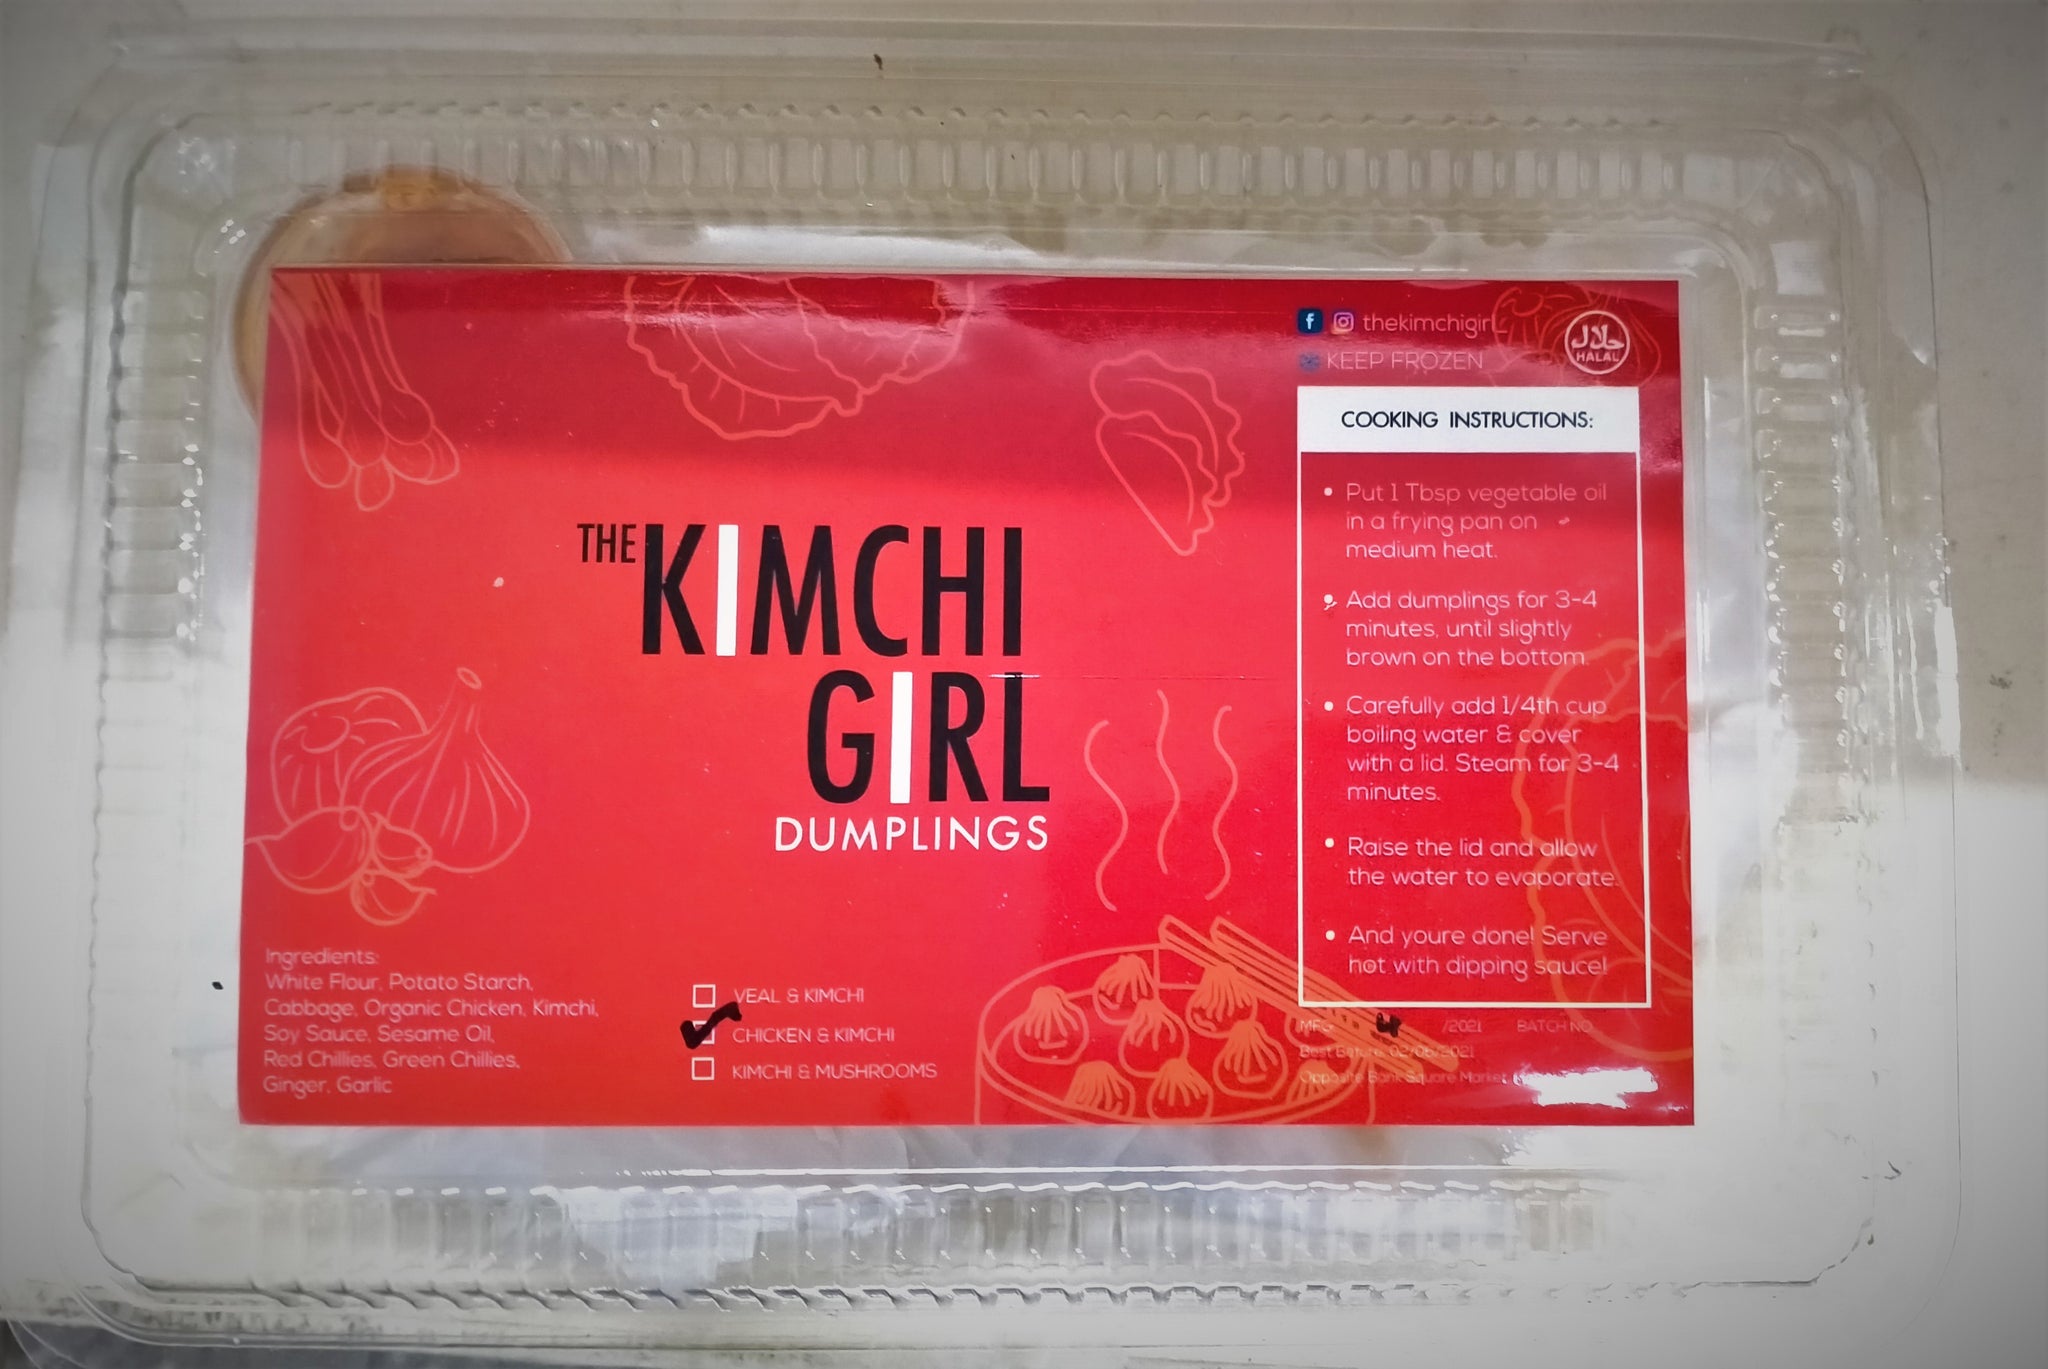 thekimchigirl
KEEP FROZEN
حلال
HALAL
COOKING INSTRUCTIONS:
• Put 1 Tbsp vegetable oil
in a frying pan on
medium heat.
• Add dumplings for 3-4
minutes, until slightly
brown on the bottom.
• Carefully add 1/4th cup
boiling water & cover
with a lid. Steam for 3-4
minutes.
• Raise the lid and allow
the water to evaporate.
• And youre done! Serve
hot with dipping sauce!
THE KIMCHI
GIRL
DUMPLINGS
Ingredients:
White Flour, Potato Starch,
Cabbage, Organic Chicken, Kimchi,
Soy Sauce, Sesame Oil,
Red Chillies, Green Chillies,
Ginger, Garlic
VEAL & KIMCHI
CHICKEN & KIMCHI
KIMCHI & MUSHROOMS
MFG /2021 BATCH NO
Best Before 02/06/2021
Opposite Bank Square Market